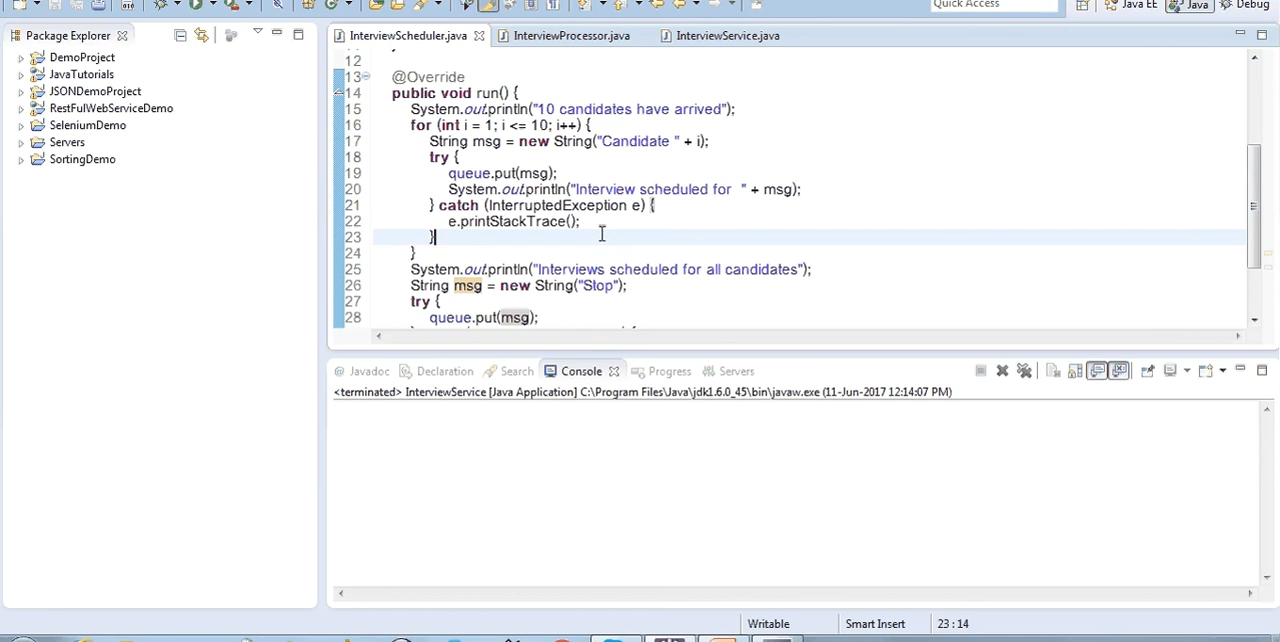 Quick Access
Java EE
Java
Debug
Package Explorer
DemoProject
JavaTutorials
JSONDemoProject
RestFulWebServiceDemo
SeleniumDemo
Servers
SortingDemo
InterviewScheduler.java
InterviewProcessor.java
InterviewService.java
12
13 @Override
14 public void run() {
15 System.out.println("10 candidates have arrived");
16 for (int i = 1; i <= 10; i++) {
17 String msg = new String("Candidate " + i);
18 try {
19 queue.put(msg);
20 System.out.println("Interview scheduled for  " + msg);
21 } catch (InterruptedException e) {
22 e.printStackTrace();
23 }
24 }
25 System.out.println("Interviews scheduled for all candidates");
26 String msg = new String("Stop");
27 try {
28 queue.put(msg);
@ Javadoc
Declaration
Search
Console
Progress
Servers
<terminated> InterviewService [Java Application] C:\Program Files\Java\jdk1.6.0_45\bin\javaw.exe (11-Jun-2017 12:14:07 PM)
Writable
Smart Insert
23 : 14